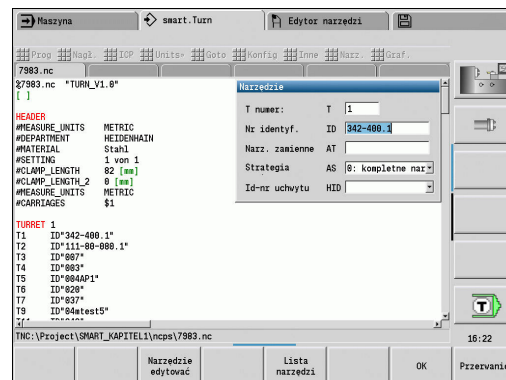 Maszyna
smart.Turn
Edytor narzędzi
Prog Nagł. ICP Units» Goto Konfig Inne Narz. Graf.
7983.nc
%7983.nc "TURN_V1.0"
[ ]
HEADER
#MEASURE_UNITS METRIC
#DEPARTMENT HEIDENHAIN
#MATERIAL Stahl
#SETTING 1 von 1
#CLAMP_LENGTH 82 [mm]
#CLAMP_LENGTH_2 0 [mm]
#MEASURE_UNITS METRIC
#CARRIAGES $1
TURRET 1
T1 ID"342-400.1"
T2 ID"111-80-080.1"
T3 ID"007"
T4 ID"003"
T5 ID"004AP1"
T6 ID"020"
T7 ID"037"
T9 ID"04mtest5"
Narzędzie
T numer: T 1
Nr identyf. ID 342-400.1
Narz. zamienne AT
Strategia AS 0: kompletne nar
Id-nr uchwytu HID
TNC:\Project\SMART_KAPITEL1\ncps\7983.nc
T
16:22
Narzędzie edytować
Lista narzędzi
OK
Przerwanie